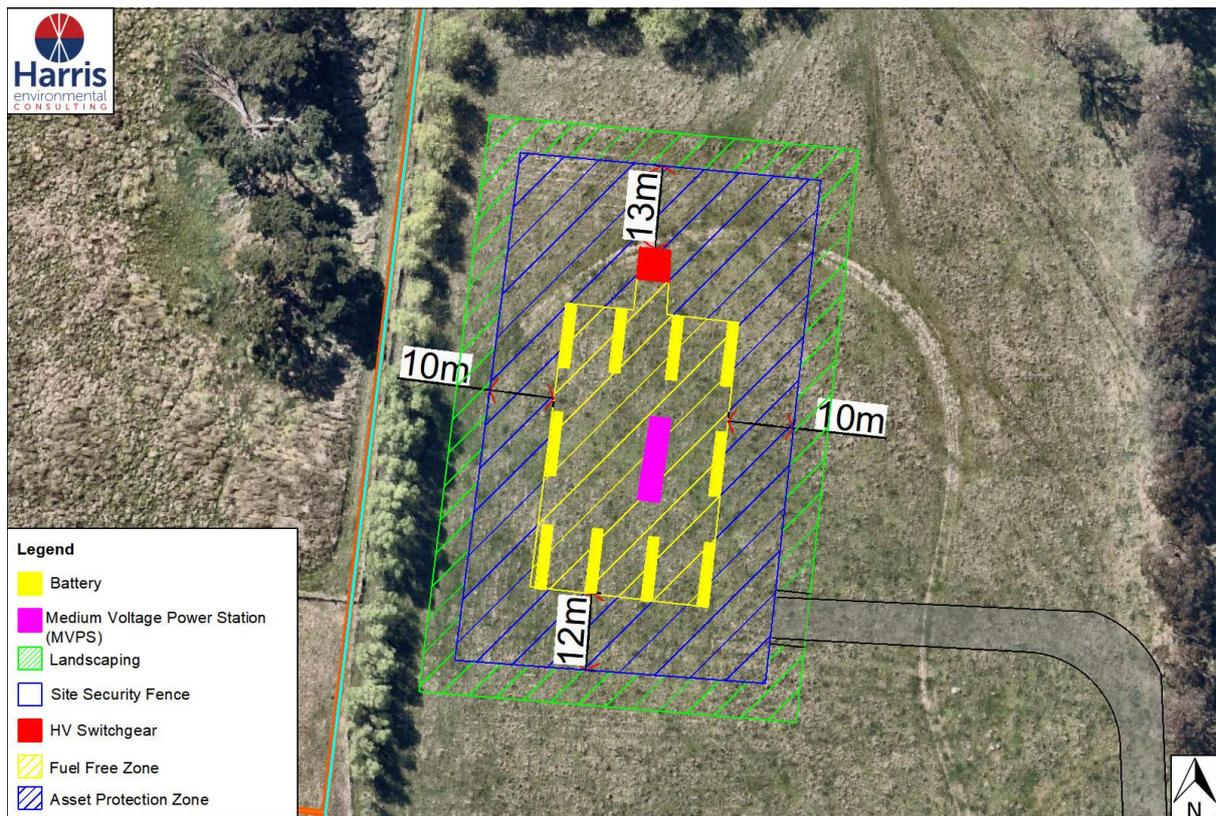 Harris
environmental
CONSULTING
13m
10m
10m
12m
Legend
Battery
Medium Voltage Power Station
(MVPS)
Landscaping
Site Security Fence
HV Switchgear
Fuel Free Zone
Asset Protection Zone
N